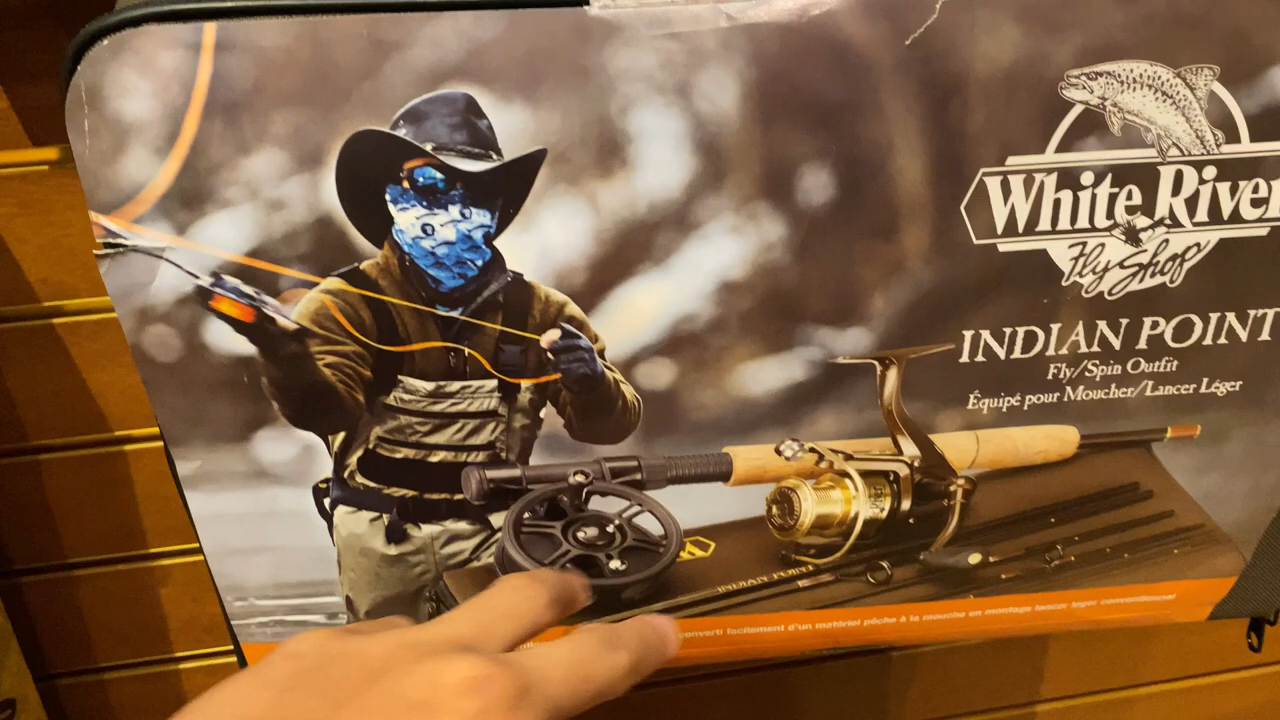 White River
Fly Shop
INDIAN POINT
Fly/Spin Outfit
Équipé pour Moucher/Lancer Léger
INDIAN POINT
converti facilement d'un matériel pêche à la mouche en montage lancer léger conventionnel